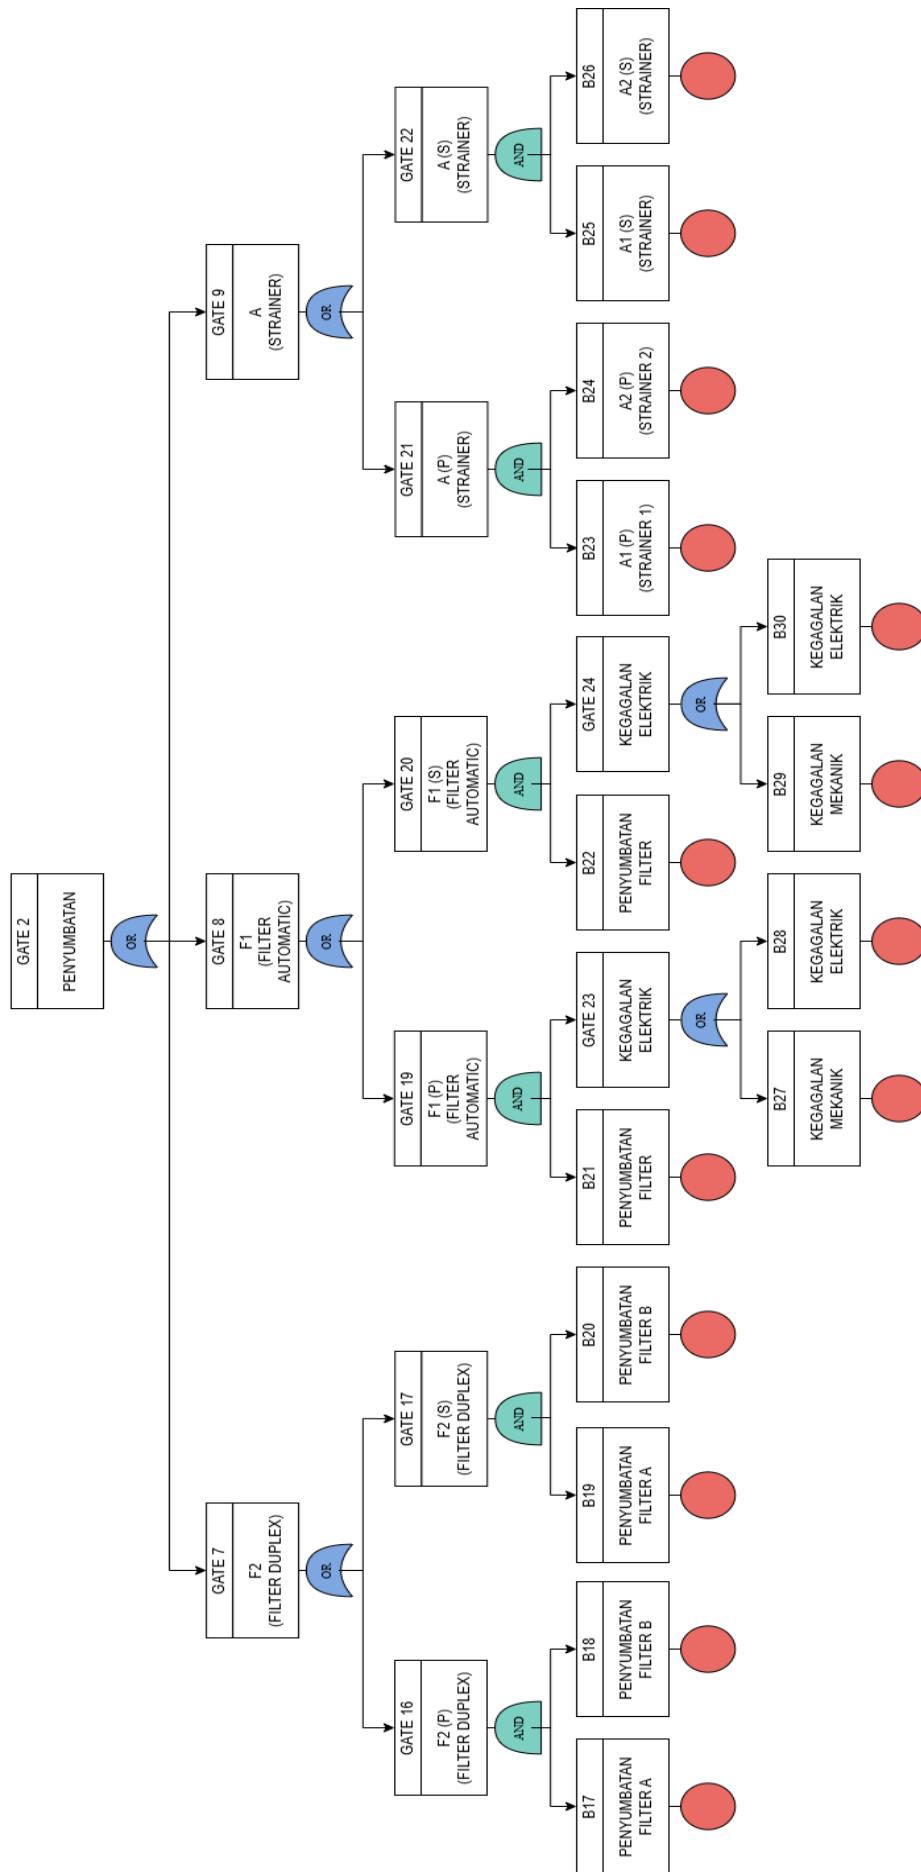 GATE 2
PENYUMBATAN
OR
GATE 7
F2
(FILTER DUPLEX)
OR
GATE 8
F1
(FILTER
AUTOMATIC)
OR
GATE 9
A
(STRAINER)
OR
GATE 16
F2 (P)
(FILTER DUPLEX)
AND
GATE 17
F2 (S)
(FILTER DUPLEX)
AND
GATE 19
F1 (P)
(FILTER
AUTOMATIC)
AND
GATE 20
F1 (S)
(FILTER
AUTOMATIC)
AND
GATE 21
A (P)
(STRAINER)
AND
GATE 22
A (S)
(STRAINER)
AND
B17
PENYUMBATAN
FILTER A
B18
PENYUMBATAN
FILTER B
B19
PENYUMBATAN
FILTER A
B20
PENYUMBATAN
FILTER B
B21
PENYUMBATAN
FILTER
GATE 23
KEGAGALAN
ELEKTRIK
OR
B22
PENYUMBATAN
FILTER
GATE 24
KEGAGALAN
ELEKTRIK
OR
B23
A1 (P)
(STRAINER 1)
B24
A2 (P)
(STRAINER 2)
B25
A1 (S)
(STRAINER)
B26
A2 (S)
(STRAINER)
B27
KEGAGALAN
MEKANIK
B28
KEGAGALAN
ELEKTRIK
B29
KEGAGALAN
MEKANIK
B30
KEGAGALAN
ELEKTRIK